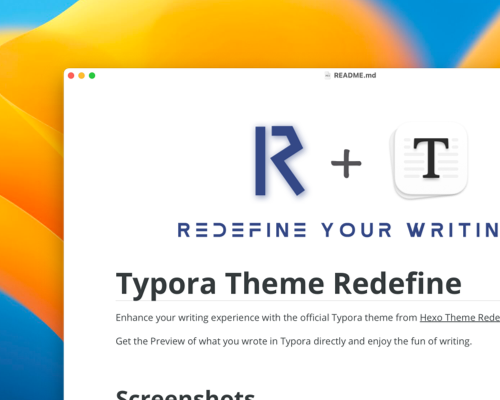 README.md
R + T
REDEFINE YOUR WRITIN
Typora Theme Redefine
Enhance your writing experience with the official Typora theme from Hexo Theme Rede
Get the Preview of what you wrote in Typora directly and enjoy the fun of writing.
Screenshots